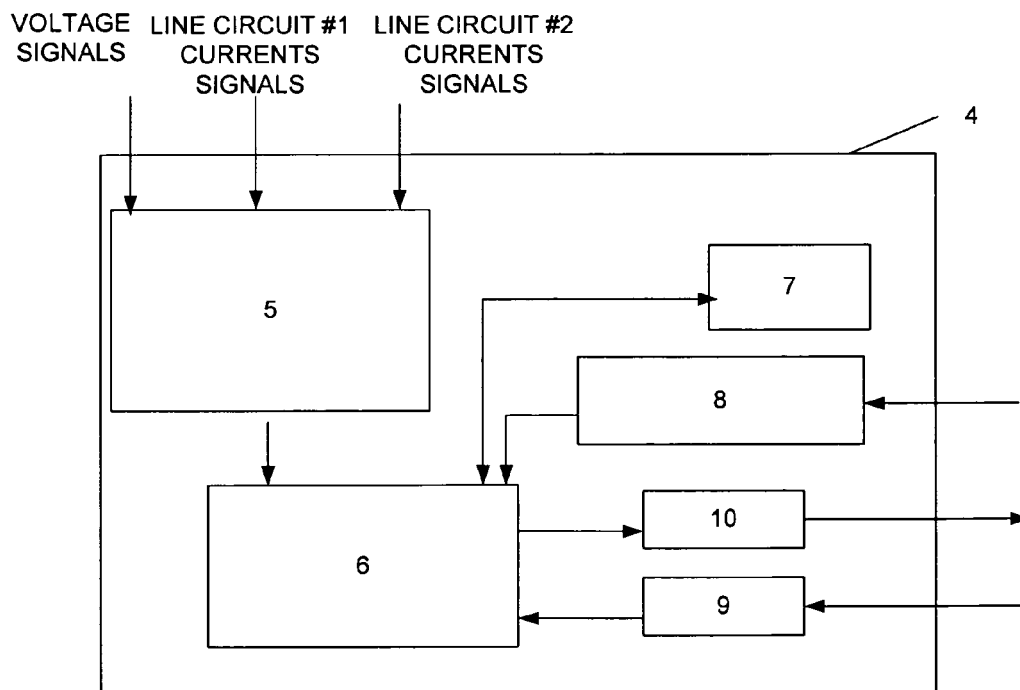 VOLTAGE
SIGNALS
LINE CIRCUIT #1
CURRENTS
SIGNALS
LINE CIRCUIT #2
CURRENTS
SIGNALS
4
5
7
8
10
6
9